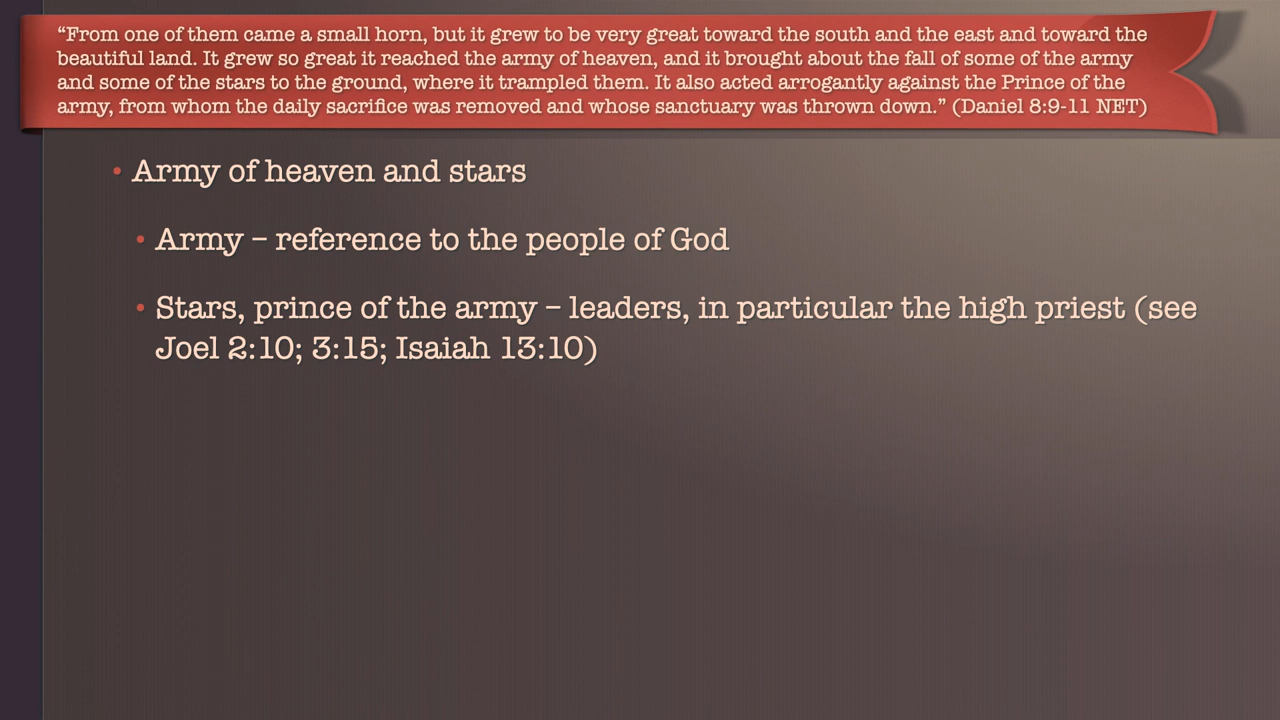 “From one of them came a small horn, but it grew to be very great toward the south and the east and toward the
beautiful land. It grew so great it reached the army of heaven, and it brought about the fall of some of the army
and some of the stars to the ground, where it trampled them. It also acted arrogantly against the Prince of the
army, from whom the daily sacrifice was removed and whose sanctuary was thrown down.” (Daniel 8:9-11 NET)
• Army of heaven and stars
• Army – reference to the people of God
• Stars, prince of the army – leaders, in particular the high priest (see
Joel 2:10; 3:15; Isaiah 13:10)